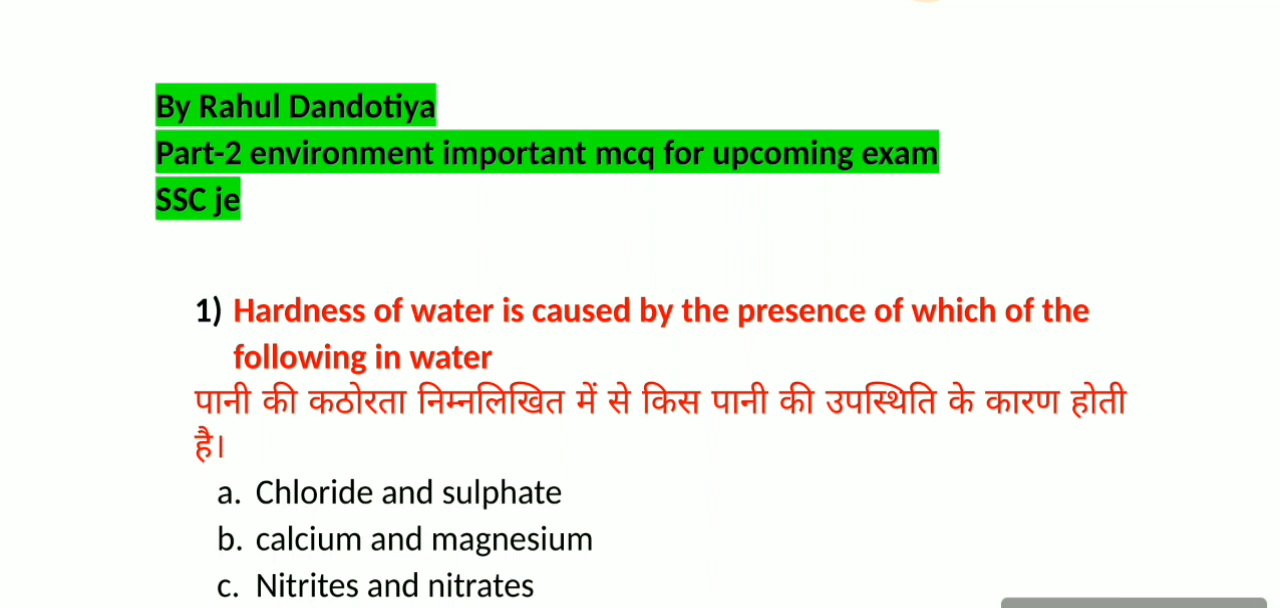 By Rahul Dandotiya
Part-2 environment important mcq for upcoming exam
SSC je
1) Hardness of water is caused by the presence of which of the
following in water
पानी की कठोरता निम्नलिखित में से किस पानी की उपस्थिति के कारण होती
है।
a. Chloride and sulphate
b. calcium and magnesium
c. Nitrites and nitrates